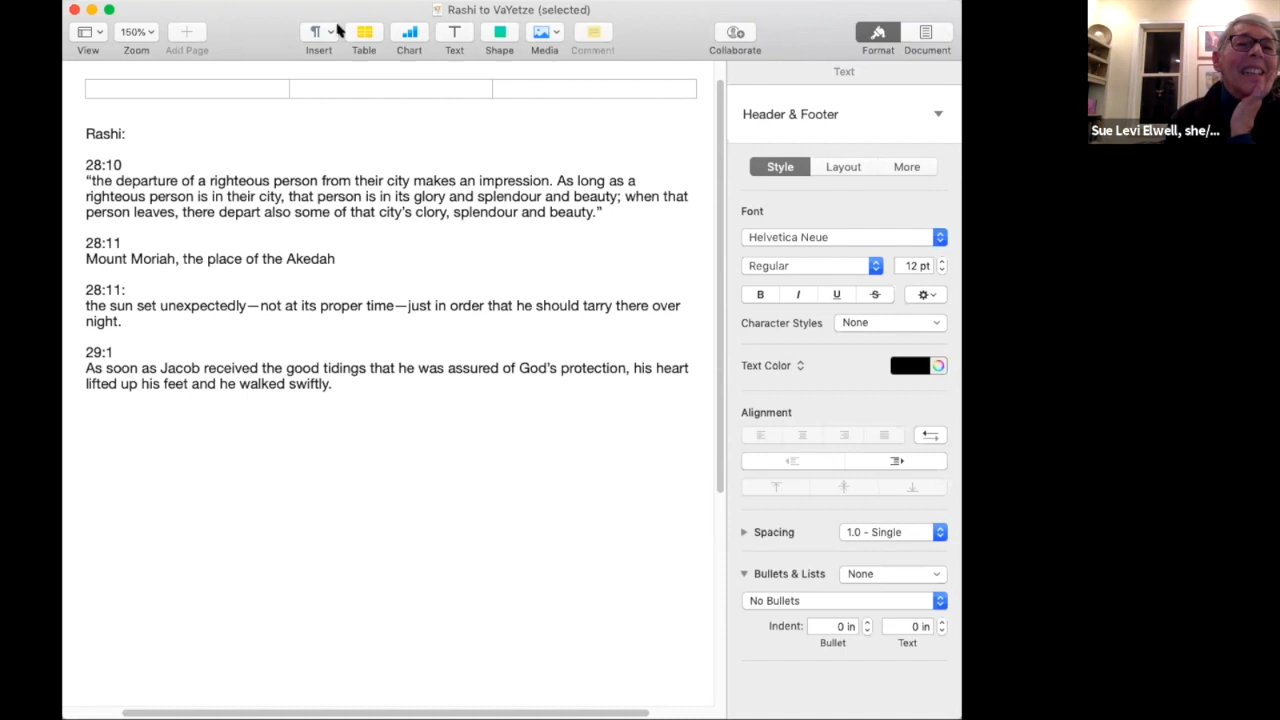 Rashi to VaYetze (selected)
150%
View
Zoom
Add Page
Insert
Table
Chart
Text
Shape
Media
Comment
Collaborate
Format
Document
Rashi:
28:10
“the departure of a righteous person from their city makes an impression. As long as a
righteous person is in their city, that person is in its glory and splendour and beauty; when that
person leaves, there depart also some of that city’s clory, splendour and beauty.”
28:11
Mount Moriah, the place of the Akedah
28:11:
the sun set unexpectedly—not at its proper time—just in order that he should tarry there over
night.
29:1
As soon as Jacob received the good tidings that he was assured of God’s protection, his heart
lifted up his feet and he walked swiftly.
Text
Header & Footer
Style Layout More
Font
Helvetica Neue
Regular 12 pt
B I U S
Character Styles None
Text Color
Alignment
Spacing 1.0 - Single
Bullets & Lists None
No Bullets
Indent: 0 in 0 in
Bullet Text
Sue Levi Elwell, she/...